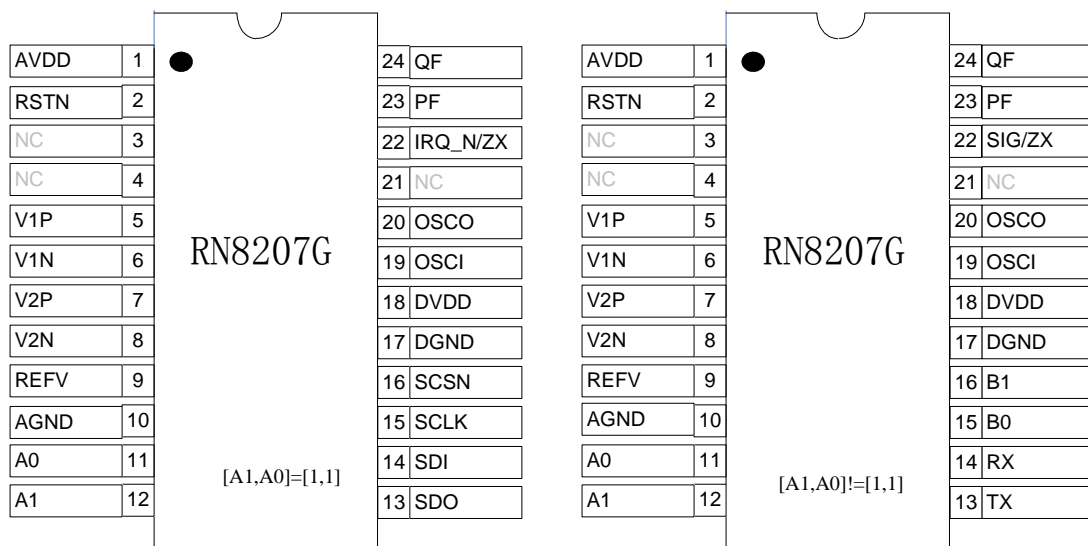 AVDD 1 24 QF
RSTN 2 23 PF
NC 3 22 IRQ_N/ZX
NC 4 21 NC
V1P 5 20 OSCO
V1N 6 19 OSCI
V2P 7 18 DVDD
V2N 8 17 DGND
REFV 9 16 SCSN
AGND 10 15 SCLK
A0 11 14 SDI
A1 12 13 SDO
RN8207G
[A1,A0]=[1,1]
AVDD 1 24 QF
RSTN 2 23 PF
NC 3 22 SIG/ZX
NC 4 21 NC
V1P 5 20 OSCO
V1N 6 19 OSCI
V2P 7 18 DVDD
V2N 8 17 DGND
REFV 9 16 B1
AGND 10 15 B0
A0 11 14 RX
A1 12 13 TX
RN8207G
[A1,A0]!=[1,1]